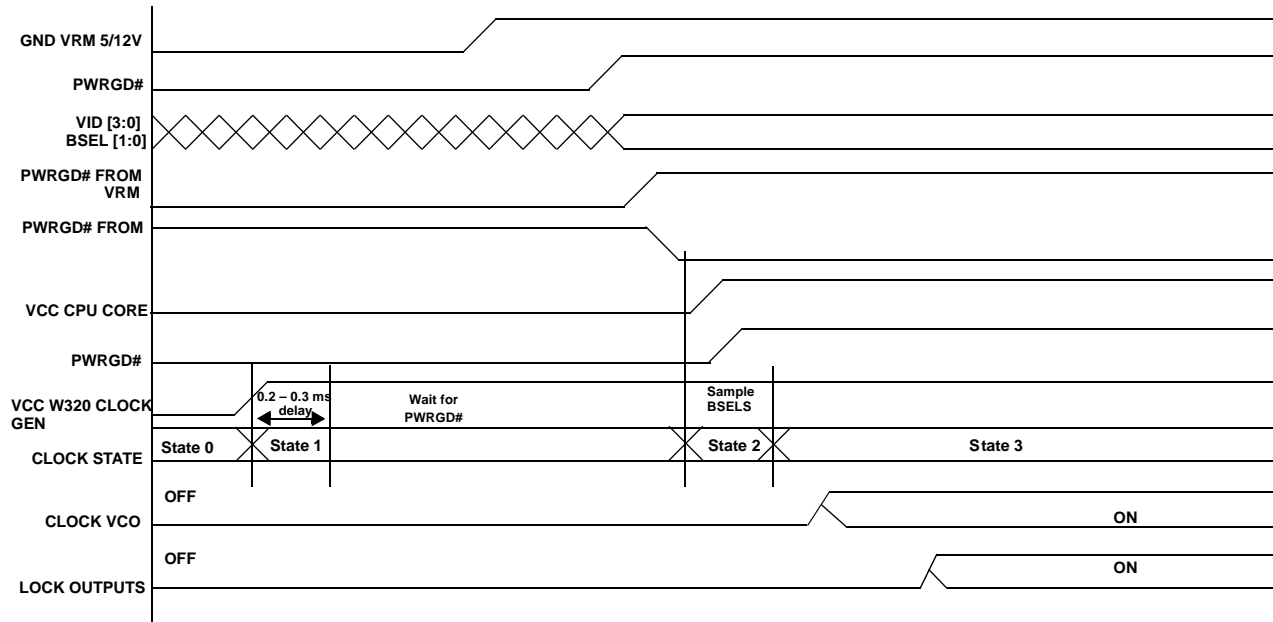 GND VRM 5/12V
PWRGD#
VID [3:0]
BSEL [1:0]
PWRGD# FROM
VRM
PWRGD# FROM
VCC CPU CORE
PWRGD#
VCC W320 CLOCK
GEN
0.2 – 0.3 ms
delay
Wait for
PWRGD#
Sample
BSELS
CLOCK STATE
State 0
State 1
State 2
State 3
CLOCK VCO
OFF
ON
LOCK OUTPUTS
OFF
ON